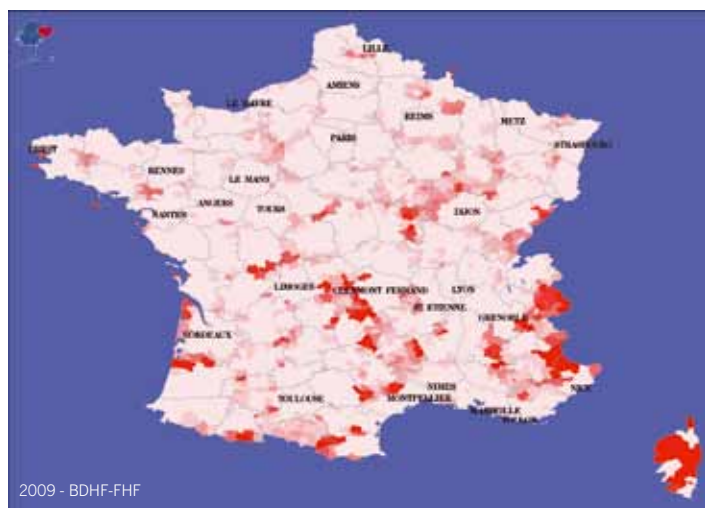 LILLE
AMIENS
LE HAVRE
REIMS
METZ
PARIS
STRASBOURG
BREST
RENNES
LE MANS
ANGERS
TOURS
NANTES
DIJON
LIMOGES
CLERMONT FERRAND
LYON
ST ETIENNE
GRENOBLE
BORDEAUX
NIMES
NICE
TOULOUSE
MONTPELLIER
MARSEILLE
TOULON
2009 - BDHF-FHF